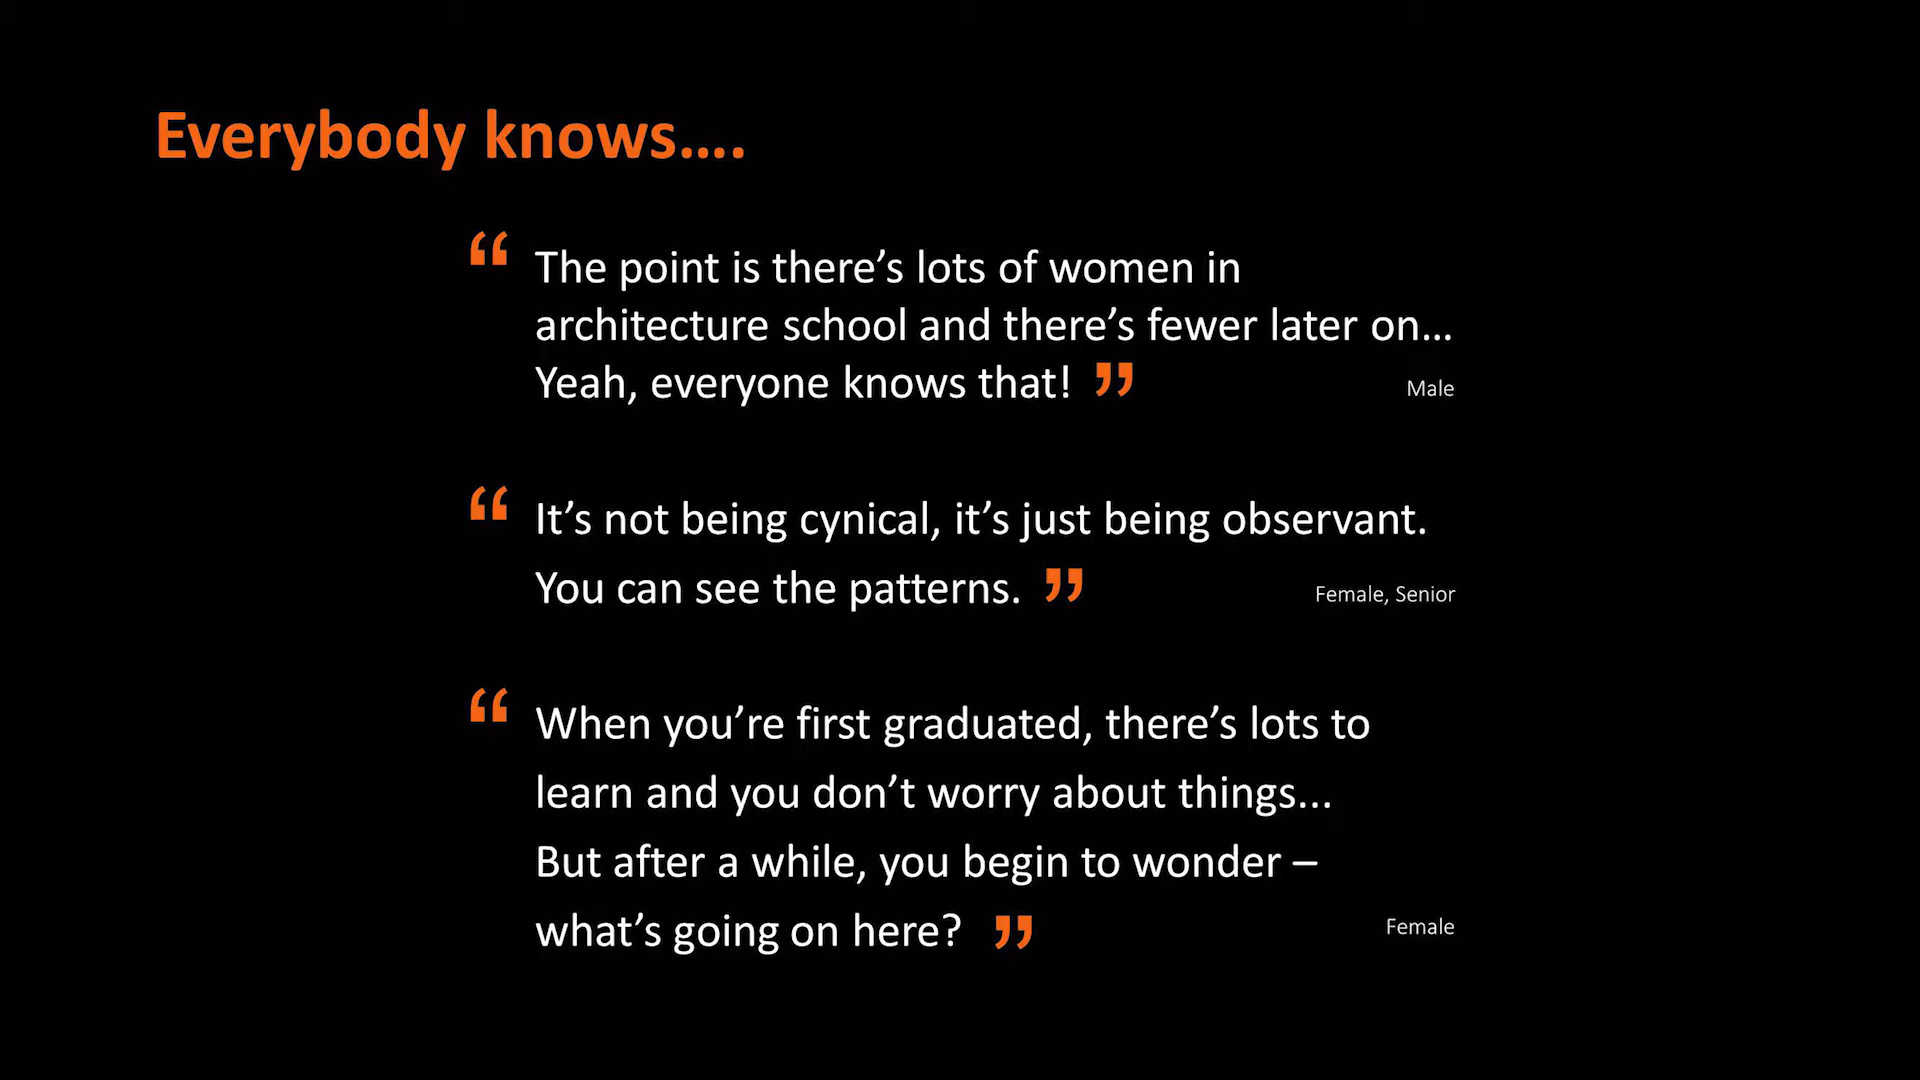 Everybody knows....
“ The point is there’s lots of women in
architecture school and there’s fewer later on...
Yeah, everyone knows that! ”
Male
“ It’s not being cynical, it’s just being observant.
You can see the patterns. ”
Female, Senior
“ When you’re first graduated, there’s lots to
learn and you don’t worry about things...
But after a while, you begin to wonder –
what’s going on here? ”
Female